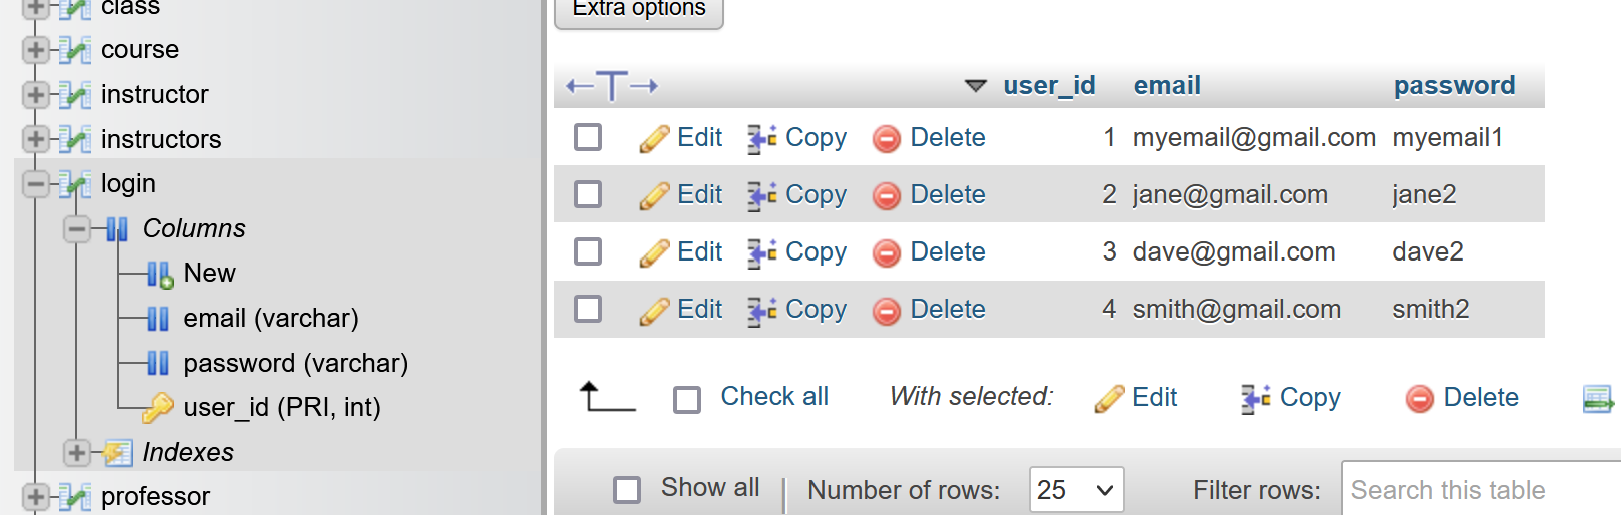 class
course
instructor
instructors
login
Columns
New
email (varchar)
password (varchar)
user_id (PRI, int)
Indexes
professor
Extra options
user_id email password
Edit Copy Delete 1 myemail@gmail.com myemail1
Edit Copy Delete 2 jane@gmail.com jane2
Edit Copy Delete 3 dave@gmail.com dave2
Edit Copy Delete 4 smith@gmail.com smith2
Check all With selected: Edit Copy Delete
Show all Number of rows: 25 Filter rows: Search this table